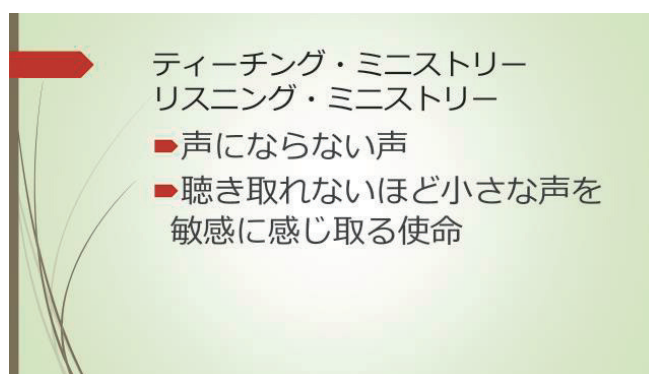 ティーチング・ミニストリー
リスニング・ミニストリー
声にならない声
聴き取れないほど小さな声を
敏感に感じ取る使命